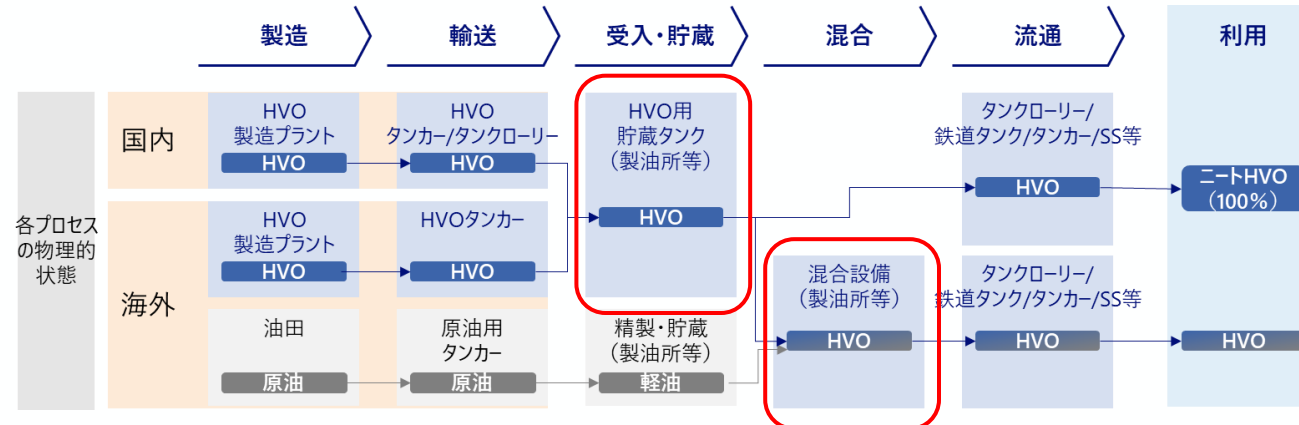 製造
輸送
受入・貯蔵
混合
流通
利用
各プロセス
の物理的
状態
国内
HVO
製造プラント
HVO
HVO
タンカー/タンクローリー
HVO
HVO用
貯蔵タンク
（製油所等）
HVO
タンクローリー/
鉄道タンク/タンカー/SS等
HVO
ニートHVO
（100%）
海外
HVO
製造プラント
HVO
HVOタンカー
HVO
混合設備
（製油所等）
HVO
タンクローリー/
鉄道タンク/タンカー/SS等
HVO
HVO
油田
原油
原油用
タンカー
原油
精製・貯蔵
（製油所等）
軽油